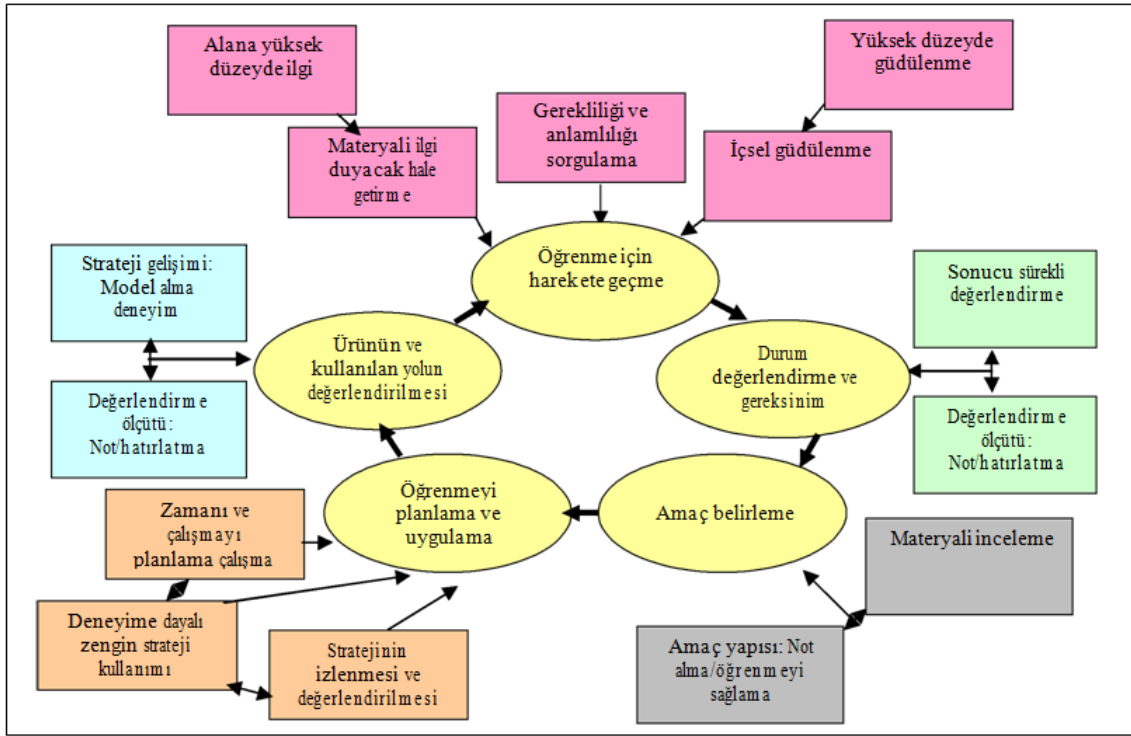 Alana yüksek
düzeyde ilgi
Yüksek düzeyde
güdülenme
Gerekliliği ve
anlamlılığı
sorgulama
Materyali ilgi
duyacak hale
getirme
İçsel güdülenme
Öğrenme için
harekete geçme
Strateji gelişimi:
Model alma
deneyim
Sonucu sürekli
değerlendirme
Ürünün ve
kullanılan yolun
değerlendirilmesi
Durum
değerlendirme ve
gereksinim
Değerlendirme
ölçütü:
Not/hatırlatma
Değerlendirme
ölçütü:
Not/hatırlatma
Öğrenmeyi
planlama ve
uygulama
Amaç belirleme
Zamanı ve
çalışmayı
planlama çalışma
Materyali inceleme
Deneyime dayalı
zengin strateji
kullanımı
Stratejinin
izlenmesi ve
değerlendirilmesi
Amaç yapısı: Not
alma/öğrenmeyi
sağlama